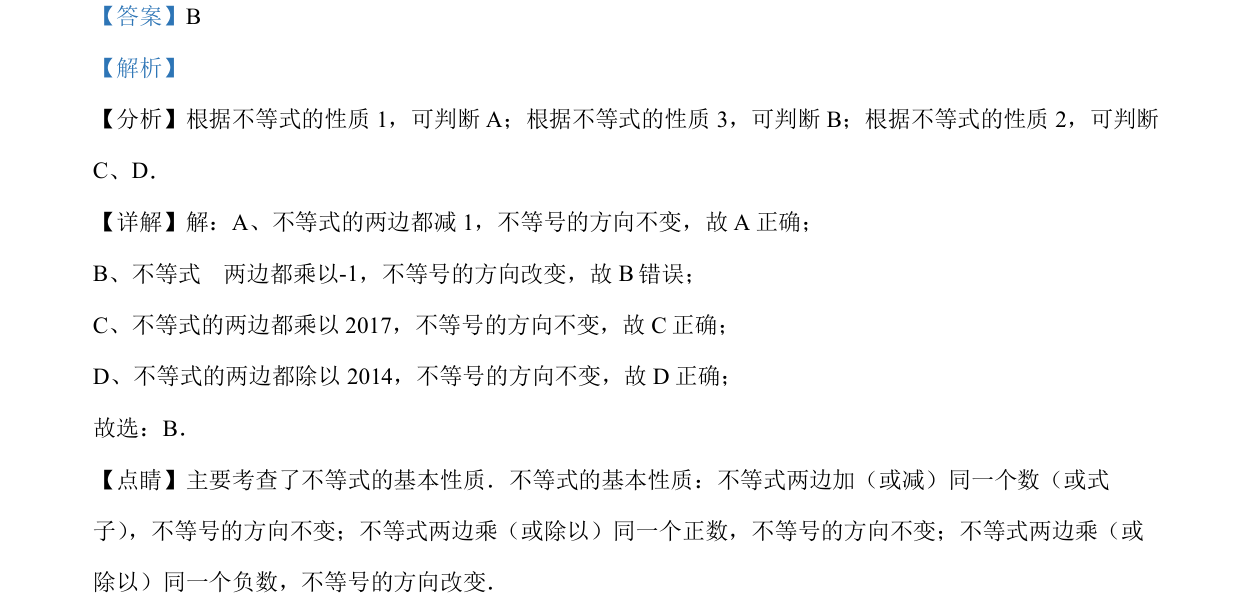 【答案】B
【解析】
【分析】根据不等式的性质 1，可判断 A；根据不等式的性质 3，可判断 B；根据不等式的性质 2，可判断
C、D．
【详解】解：A、不等式的两边都减 1，不等号的方向不变，故 A 正确；
B、不等式　两边都乘以-1，不等号的方向改变，故 B 错误；
C、不等式的两边都乘以 2017，不等号的方向不变，故 C 正确；
D、不等式的两边都除以 2014，不等号的方向不变，故 D 正确；
故选：B．
【点睛】主要考查了不等式的基本性质．不等式的基本性质：不等式两边加（或减）同一个数（或式
子），不等号的方向不变；不等式两边乘（或除以）同一个正数，不等号的方向不变；不等式两边乘（或
除以）同一个负数，不等号的方向改变．